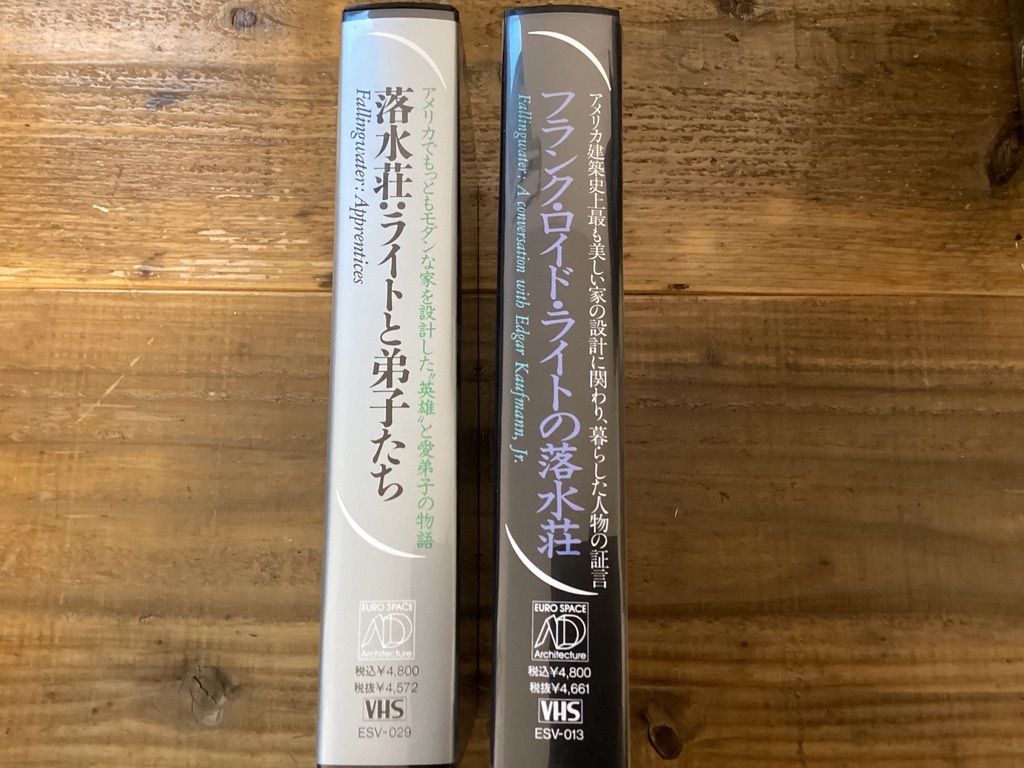 アメリカでもっともモダンな家を設計した“英雄”と愛弟子の物語
落水荘:ライトと弟子たち
Fallingwater: Apprentices
EURO SPACE
AD
Architecture
税込¥4,800
税抜¥4,572
VHS
ESV-029
アメリカ建築史上最も美しい家の設計に関わり、暮らした人物の証言
フランク・ロイド・ライトの落水荘
Fallingwater: A conversation with Edgar Kaufmann, Jr.
EURO SPACE
AD
Architecture
税込¥4,800
税抜¥4,661
VHS
ESV-013